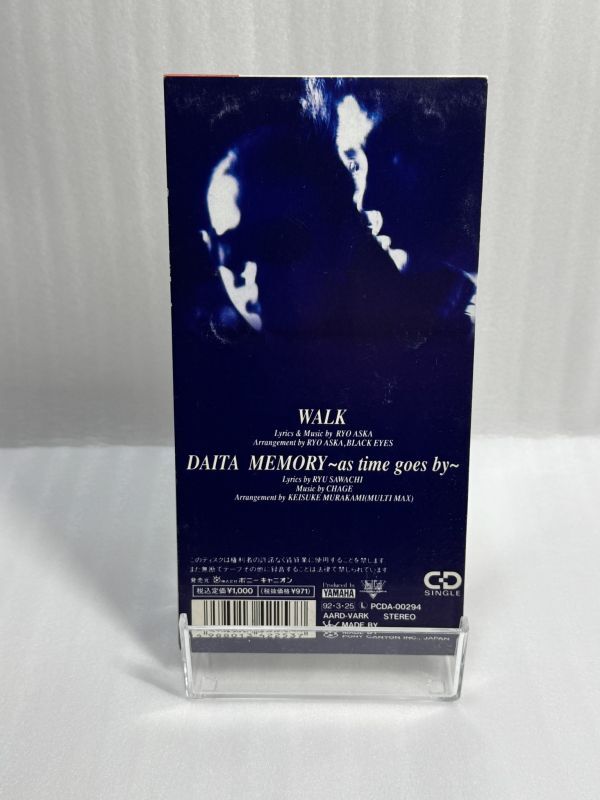 WALK
Lyrics & Music by RYO ASKA
Arrangement by RYO ASKA,BLACK EYES
DAITA MEMORY~as time goes by~
Lyrics by RYU SAWACHI
Music by CHAGE
Arrangement by KEISUKE MURAKAMI(MULTI MAX)
このディスクは権利者の許諾なく賃貸業に使用することを禁じます
また無断でテープその他に録音することは法律で禁じられています
発売元 株式会社 ポニーキャニオン
税込定価¥1,000 (税抜価格¥971)
Produced by
YAMAHA
CD
SINGLE
92・3・25 L PCDA-00294
AARD-VARK STEREO
MADE BY
PONY CANYON INC., JAPAN